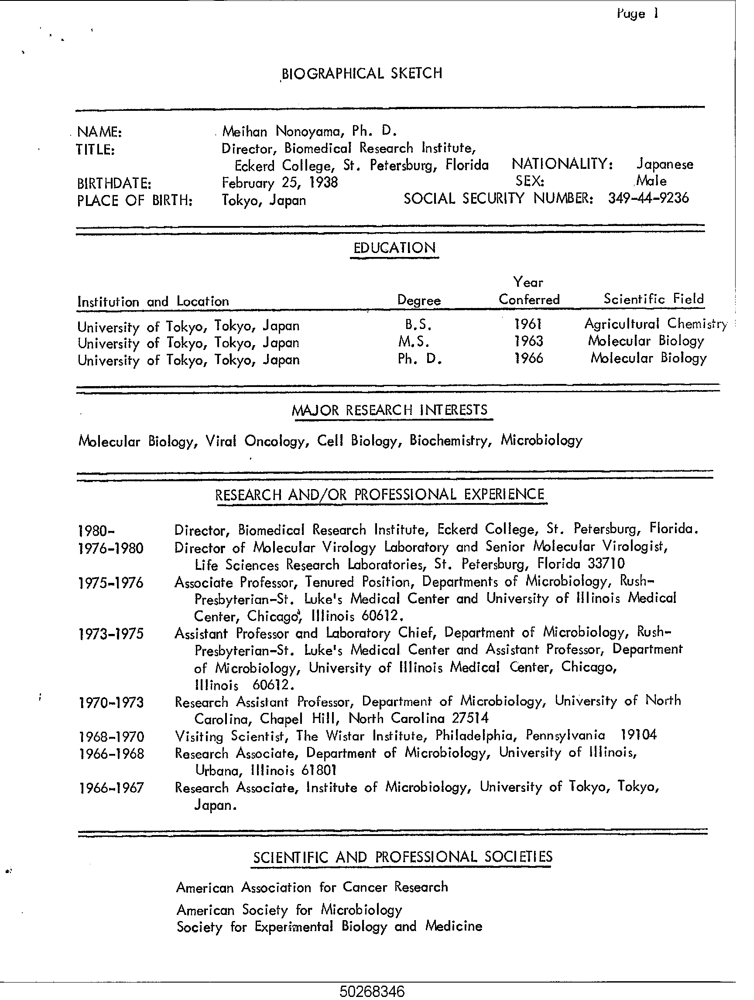 Page 1
BIOGRAPHICAL SKETCH
NAME: Meihan Nonoyama, Ph. D.
TITLE: Director, Biomedical Research Institute,
Eckerd College, St. Petersburg, Florida NATIONALITY: Japanese
BIRTHDATE: February 25, 1938 SEX: Male
PLACE OF BIRTH: Tokyo, Japan SOCIAL SECURITY NUMBER: 349-44-9236
EDUCATION
Year
Institution and Location Degree Conferred Scientific Field
University of Tokyo, Tokyo, Japan B.S. 1961 Agricultural Chemistry
University of Tokyo, Tokyo, Japan M.S. 1963 Molecular Biology
University of Tokyo, Tokyo, Japan Ph. D. 1966 Molecular Biology
MAJOR RESEARCH INTERESTS
Molecular Biology, Viral Oncology, Cell Biology, Biochemistry, Microbiology
RESEARCH AND/OR PROFESSIONAL EXPERIENCE
1980- Director, Biomedical Research Institute, Eckerd College, St. Petersburg, Florida.
1976-1980 Director of Molecular Virology Laboratory and Senior Molecular Virologist,
Life Sciences Research Laboratories, St. Petersburg, Florida 33710
1975-1976 Associate Professor, Tenured Position, Departments of Microbiology, Rush-
Presbyterian-St. Luke's Medical Center and University of Illinois Medical
Center, Chicago, Illinois 60612.
1973-1975 Assistant Professor and Laboratory Chief, Department of Microbiology, Rush-
Presbyterian-St. Luke's Medical Center and Assistant Professor, Department
of Microbiology, University of Illinois Medical Center, Chicago,
Illinois 60612.
1970-1973 Research Assistant Professor, Department of Microbiology, University of North
Carolina, Chapel Hill, North Carolina 27514
1968-1970 Visiting Scientist, The Wistar Institute, Philadelphia, Pennsylvania 19104
1966-1968 Research Associate, Department of Microbiology, University of Illinois,
Urbana, Illinois 61801
1966-1967 Research Associate, Institute of Microbiology, University of Tokyo, Tokyo,
Japan.
SCIENTIFIC AND PROFESSIONAL SOCIETIES
American Association for Cancer Research
American Society for Microbiology
Society for Experimental Biology and Medicine
50268346